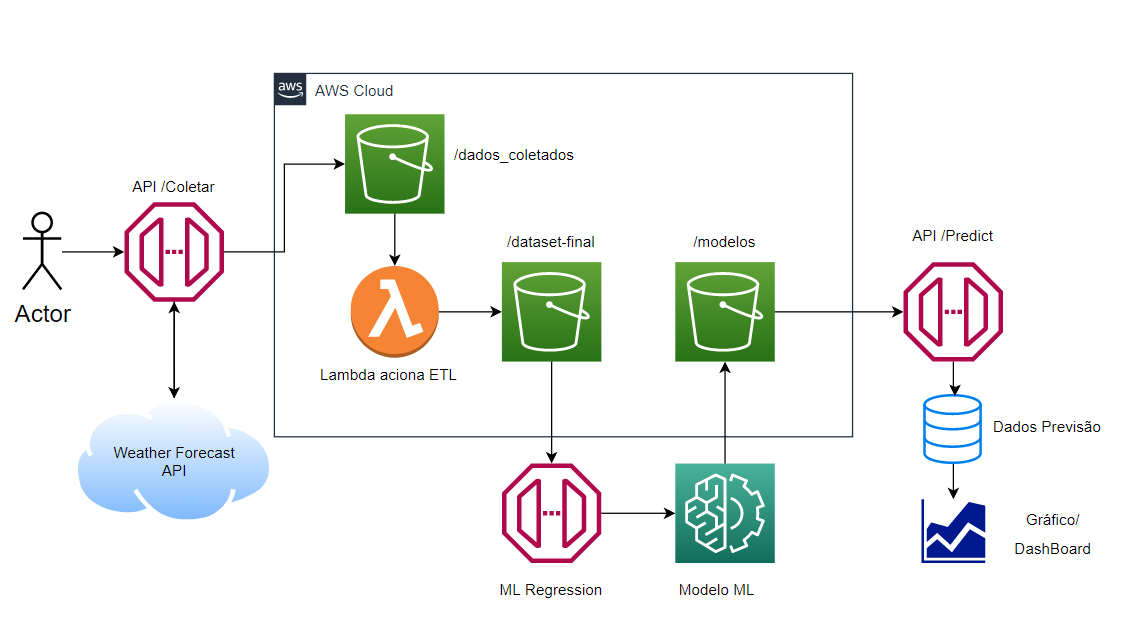 aws
AWS Cloud
/dados_coletados
API /Coletar
Actor
Weather Forecast
API
Lambda aciona ETL
/dataset-final
/modelos
API /Predict
Dados Previsão
Gráfico/
DashBoard
ML Regression
Modelo ML